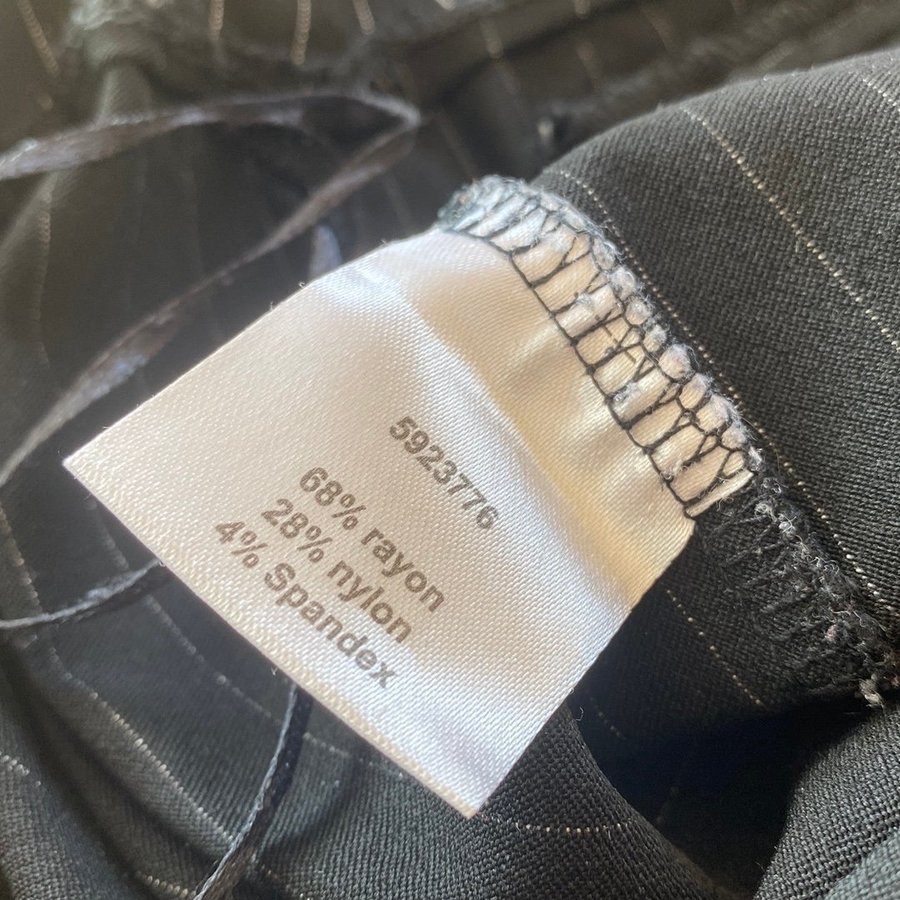 5923776
68% rayon
28% nylon
4% Spandex